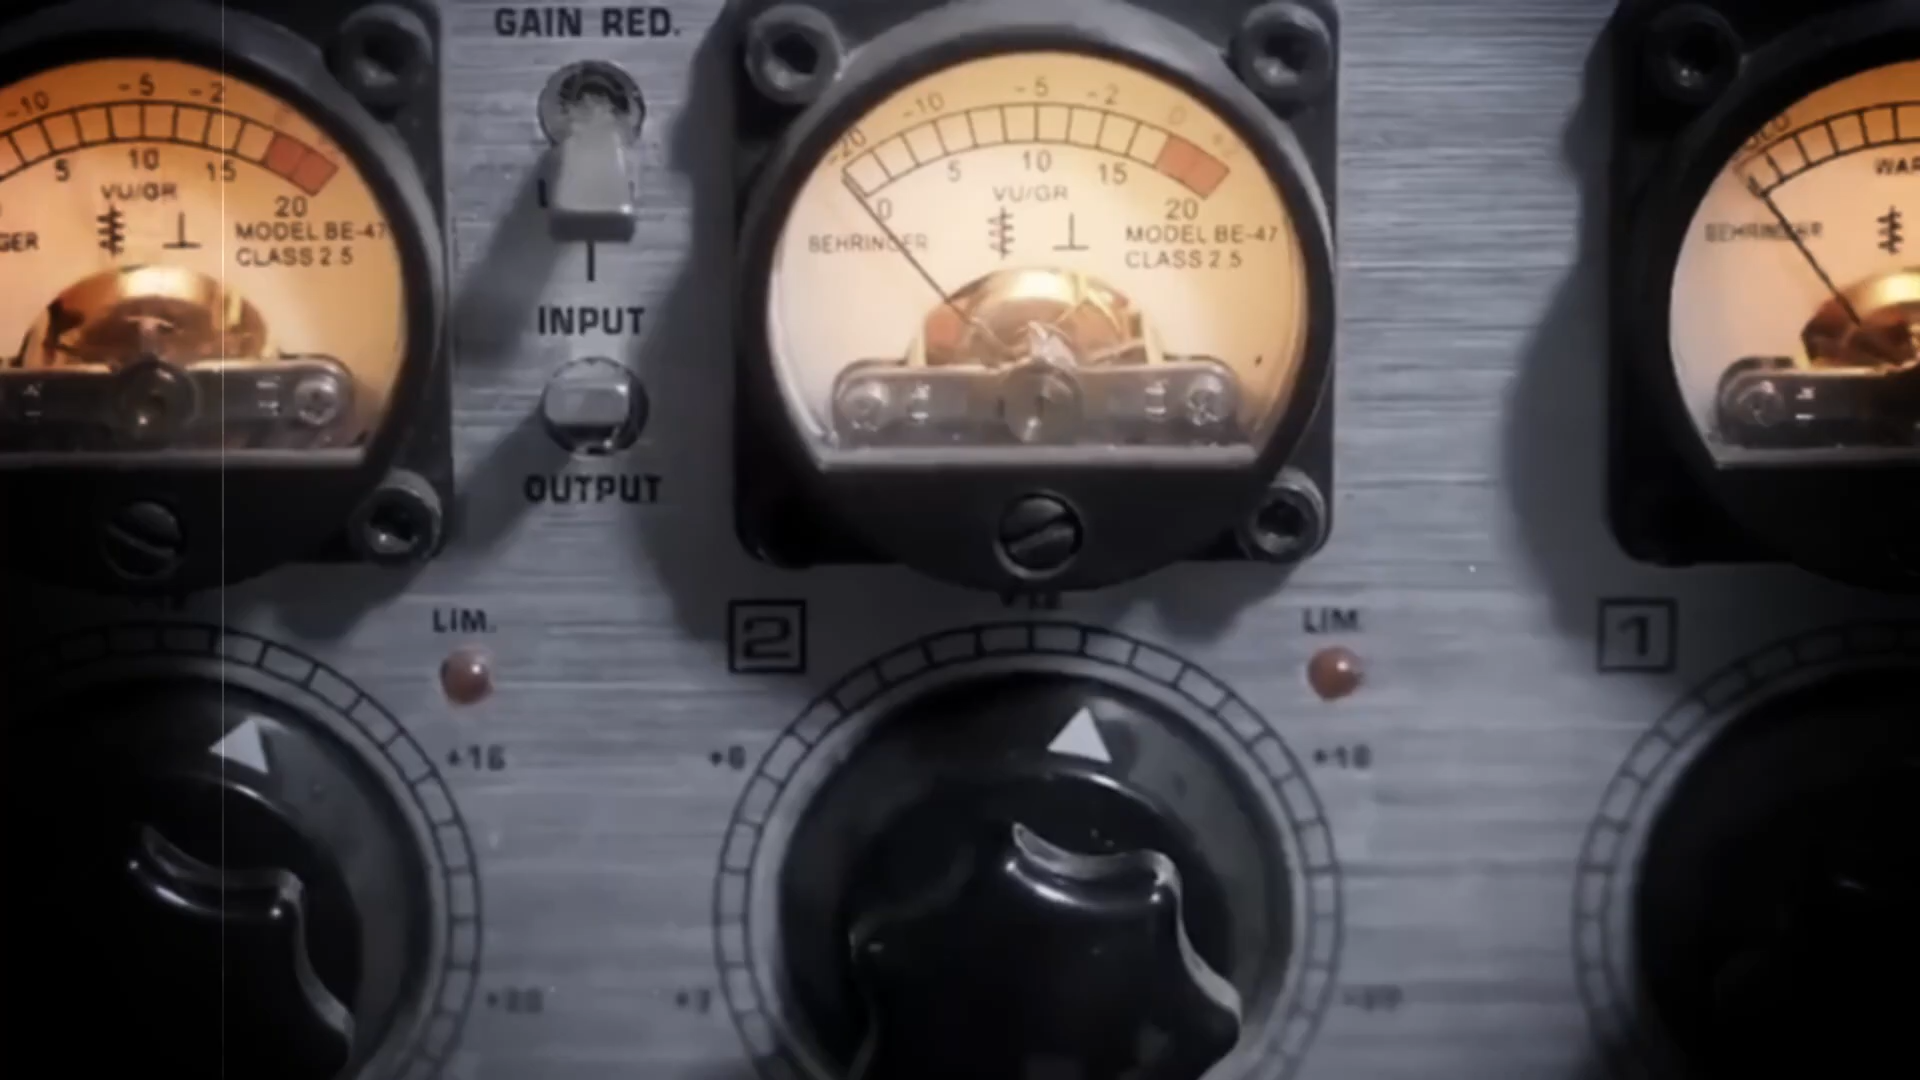 GAIN RED.
INPUT
OUTPUT
-10 -5 -2
5 10 15 20
VU/GR
MODEL BE-47
CLASS 2.5
-20 -10 -5 -2 0
0 5 10 15 20
VU/GR
BEHRINGER
MODEL BE-47
CLASS 2.5
BEHRINGER
LIM.
2
LIM.
1
+16